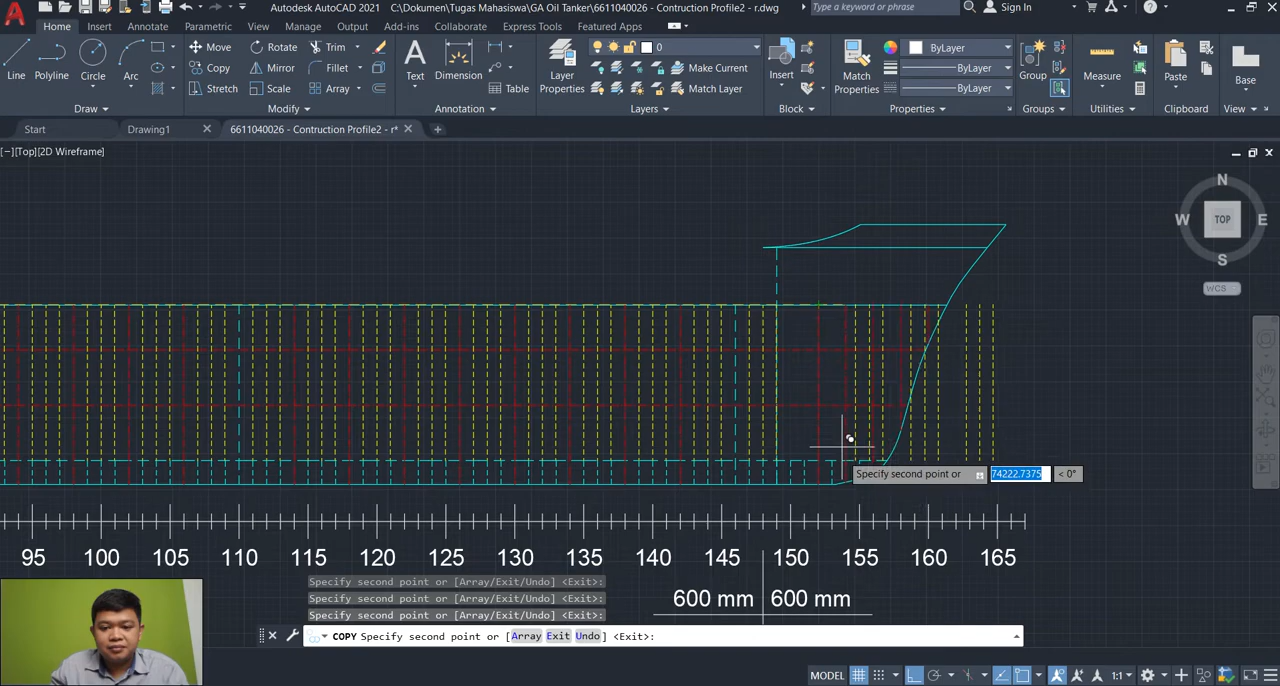 Autodesk AutoCAD 2021 C:\Dokumen\Tugas Mahasiswa\GA Oil Tanker\6611040026 - Contruction Profile2 - r.dwg
Type a keyword or phrase
Sign In
Home Insert Annotate Parametric View Manage Output Add-ins Collaborate Express Tools Featured Apps
Line Polyline Circle Arc
Move Rotate Trim
Copy Mirror Fillet
Stretch Scale Array
Text Dimension Table
Layer Properties
0
Make Current
Match Layer
Insert
Match Properties
ByLayer
ByLayer
ByLayer
Group
Measure
Paste
Base
Draw Modify Annotation Layers Block Properties Groups Utilities Clipboard View
Start Drawing1 6611040026 - Contruction Profile2 - r*
[−][Top][2D Wireframe]
N
W TOP E
S
WCS
Specify second point or 74222.7375 < 0°
95 100 105 110 115 120 125 130 135 140 145 150 155 160 165
600 mm 600 mm
Specify second point or [Array/Exit/Undo] <Exit>:
Specify second point or [Array/Exit/Undo] <Exit>:
Specify second point or [Array/Exit/Undo] <Exit>:
COPY Specify second point or [Array Exit Undo] <Exit>:
MODEL 1:1